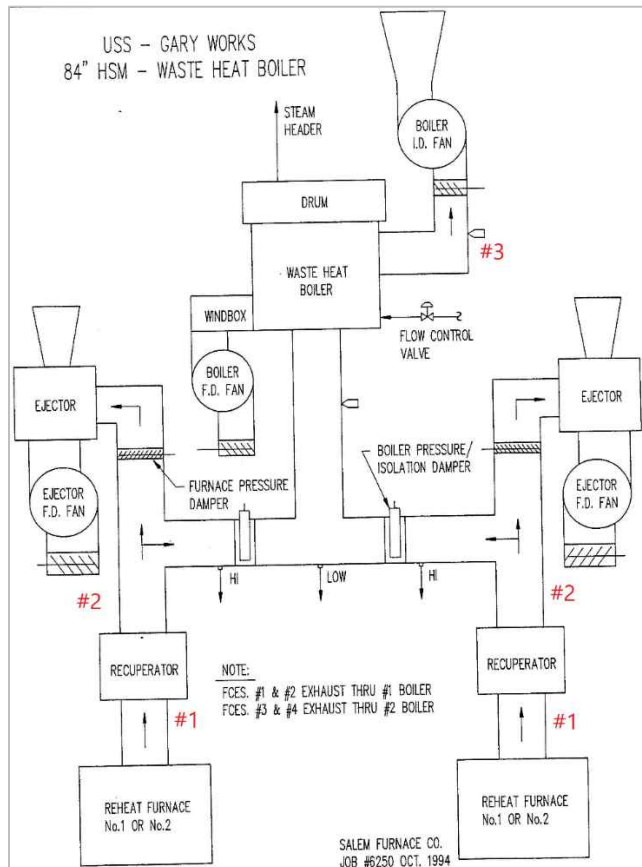 USS - GARY WORKS
84" HSM - WASTE HEAT BOILER
STEAM
HEADER
BOILER
I.D. FAN
DRUM
#3
WASTE HEAT
BOILER
WINDBOX
FLOW CONTROL
VALVE
BOILER
F.D. FAN
EJECTOR
EJECTOR
BOILER PRESSURE/
ISOLATION DAMPER
FURNACE PRESSURE
DAMPER
EJECTOR
F.D. FAN
EJECTOR
F.D. FAN
#2
HI
LOW
HI
#2
RECUPERATOR
RECUPERATOR
NOTE:
FCES. #1 & #2 EXHAUST THRU #1 BOILER
FCES. #3 & #4 EXHAUST THRU #2 BOILER
#1
#1
REHEAT FURNACE
No.1 OR No.2
REHEAT FURNACE
No.1 OR No.2
SALEM FURNACE CO.
JOB #6250 OCT. 1994